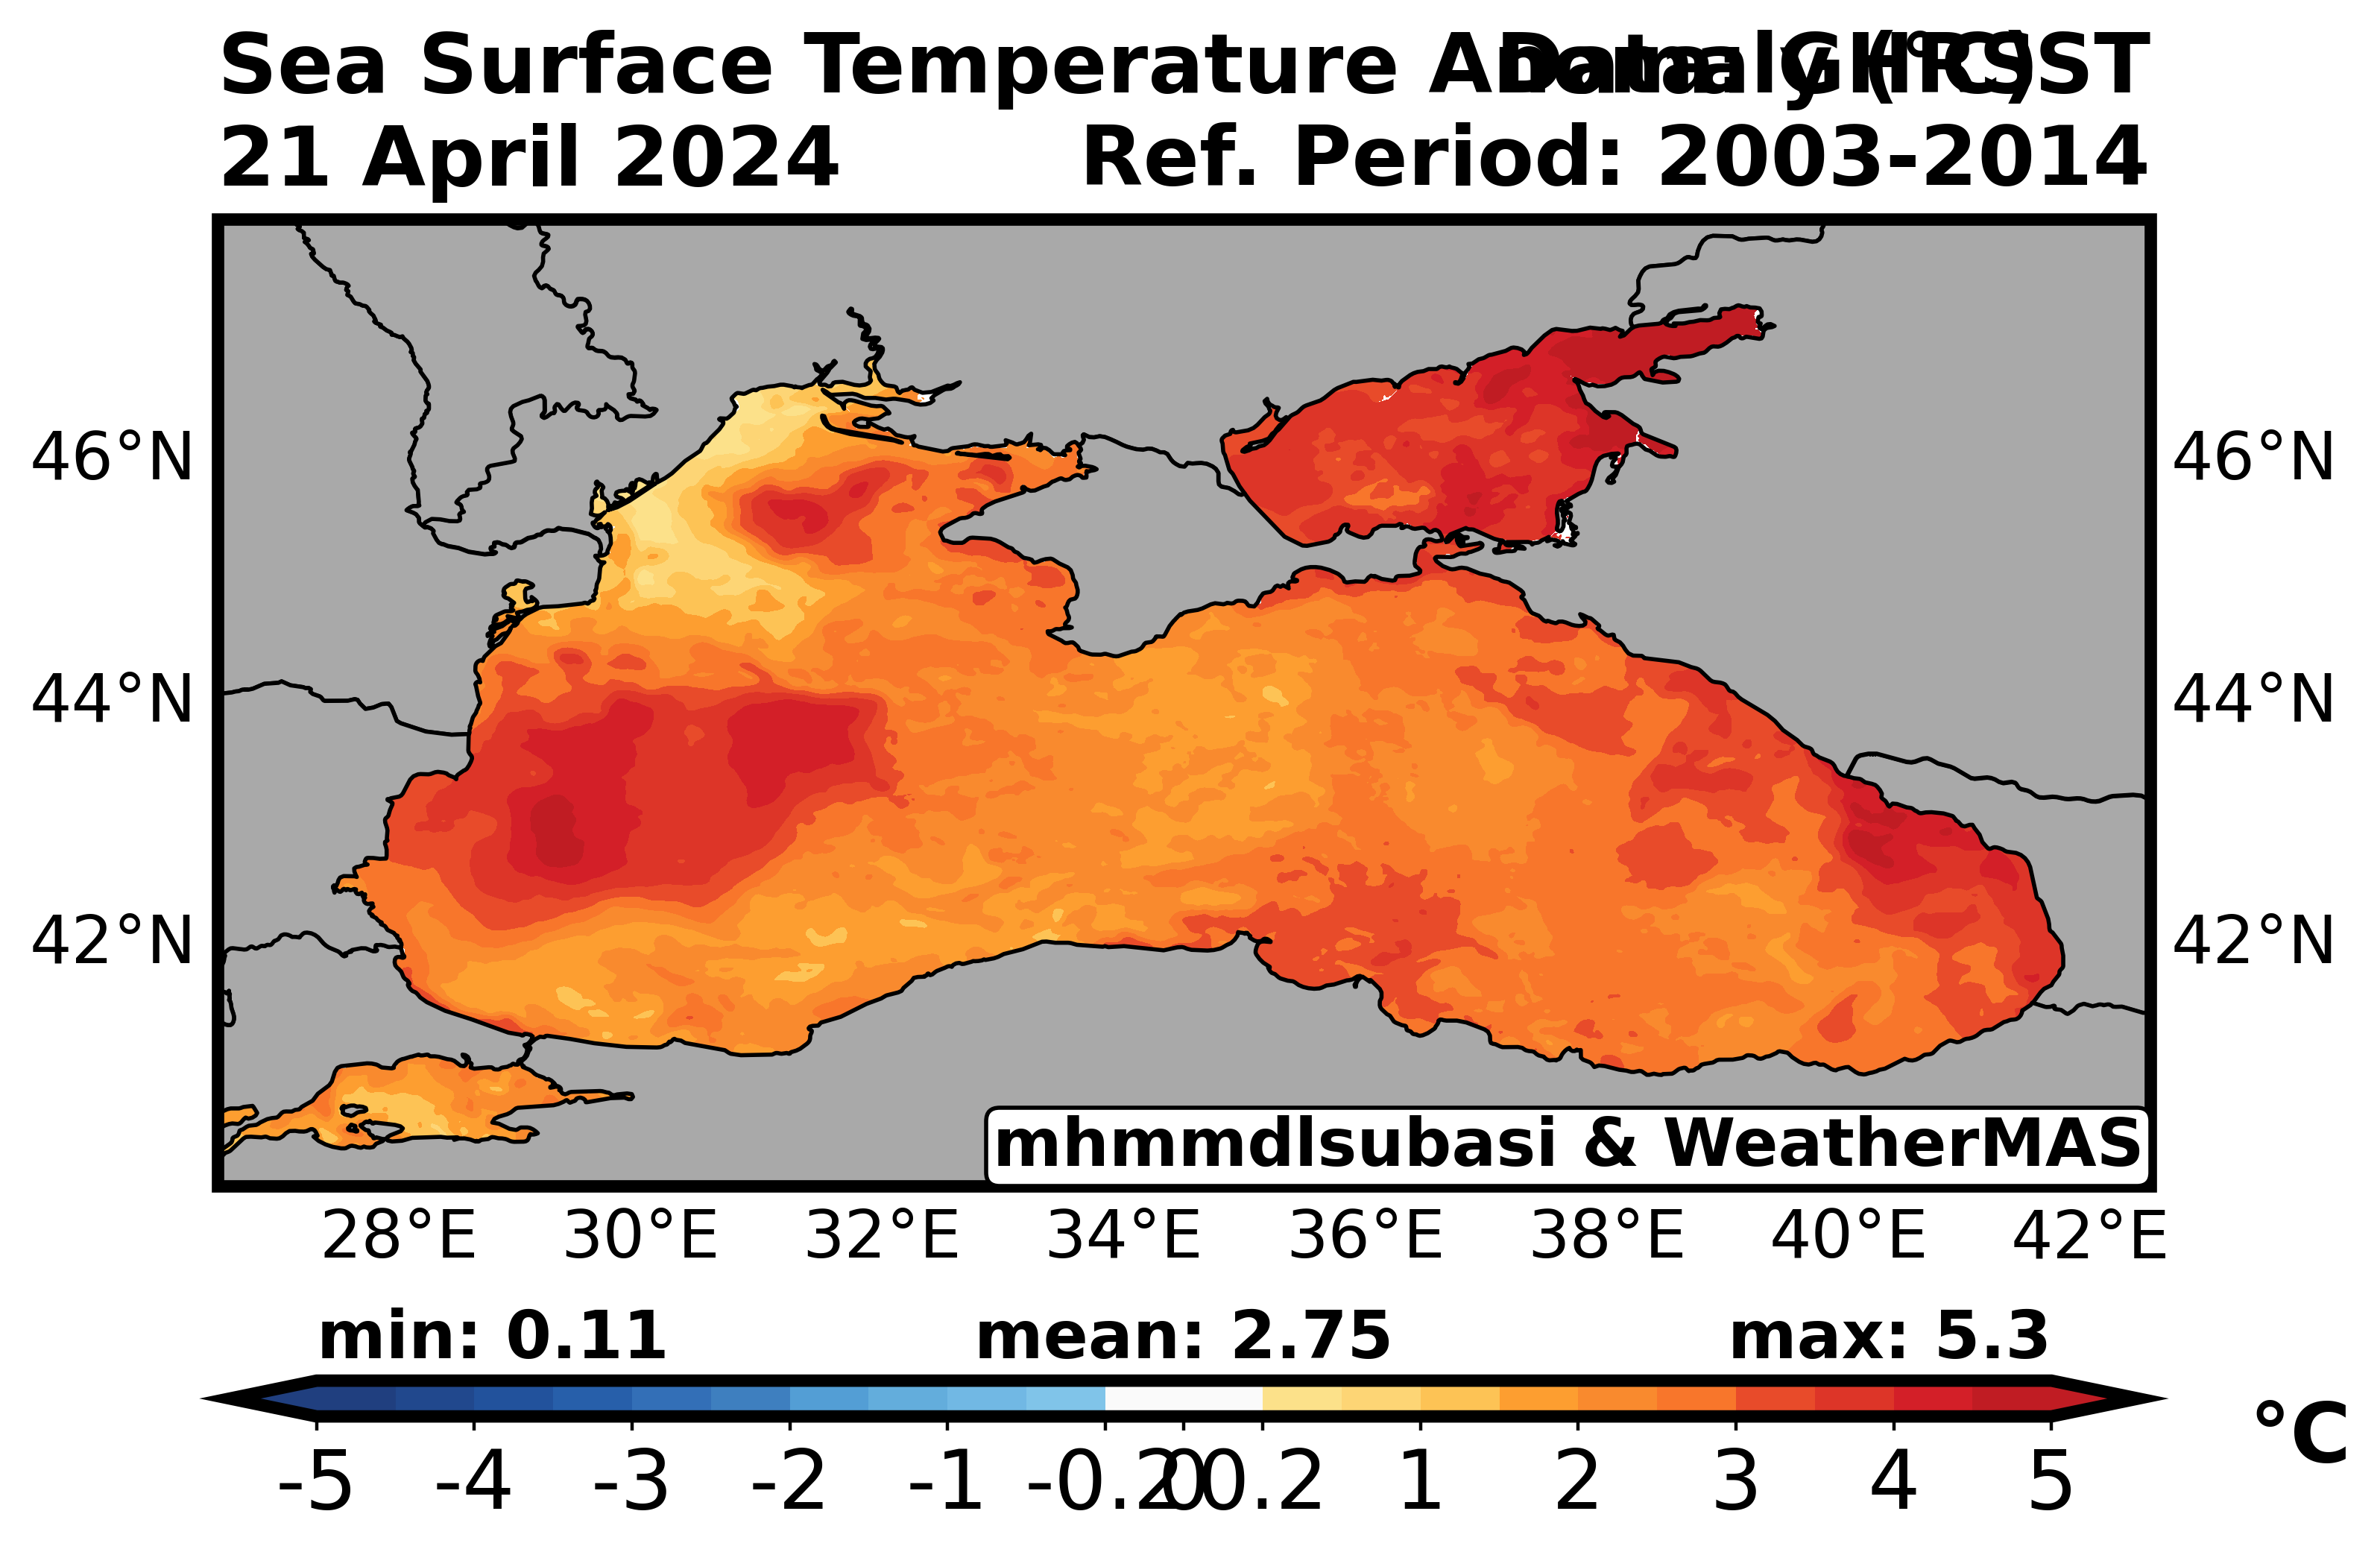 Sea Surface Temperature Anomaly (°C) Data: GHRSST
21 April 2024 Ref. Period: 2003-2014
46°N 46°N
44°N 44°N
42°N 42°N
mhmmdlsubasi & WeatherMAS
28°E 30°E 32°E 34°E 36°E 38°E 40°E 42°E
min: 0.11 mean: 2.75 max: 5.3
°C
-5 -4 -3 -2 -1 -0.2 0 0.2 1 2 3 4 5